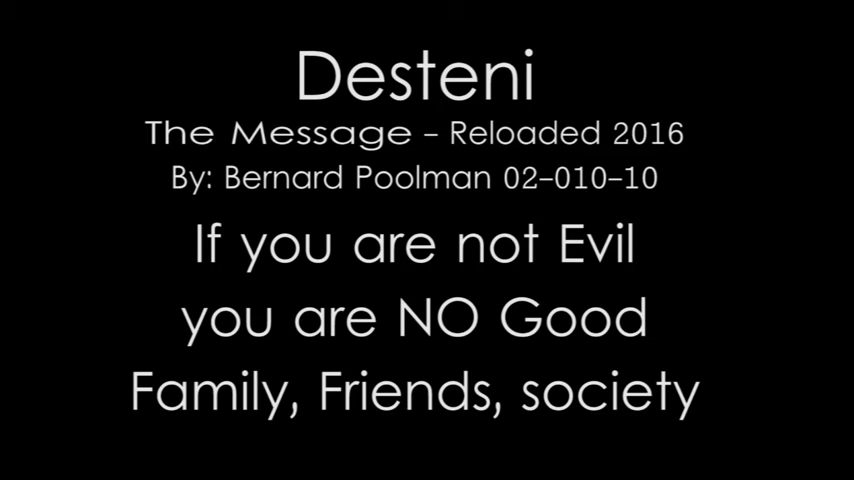 Desteni
The Message - Reloaded 2016
By: Bernard Poolman 02-010-10
If you are not Evil
you are NO Good
Family, Friends, society